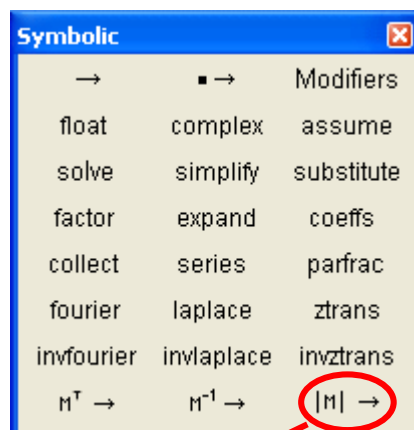 Symbolic
→ ▪ → Modifiers
float complex assume
solve simplify substitute
factor expand coeffs
collect series parfrac
fourier laplace ztrans
invfourier invlaplace invztrans
Mᵀ → M⁻¹ → |M| →